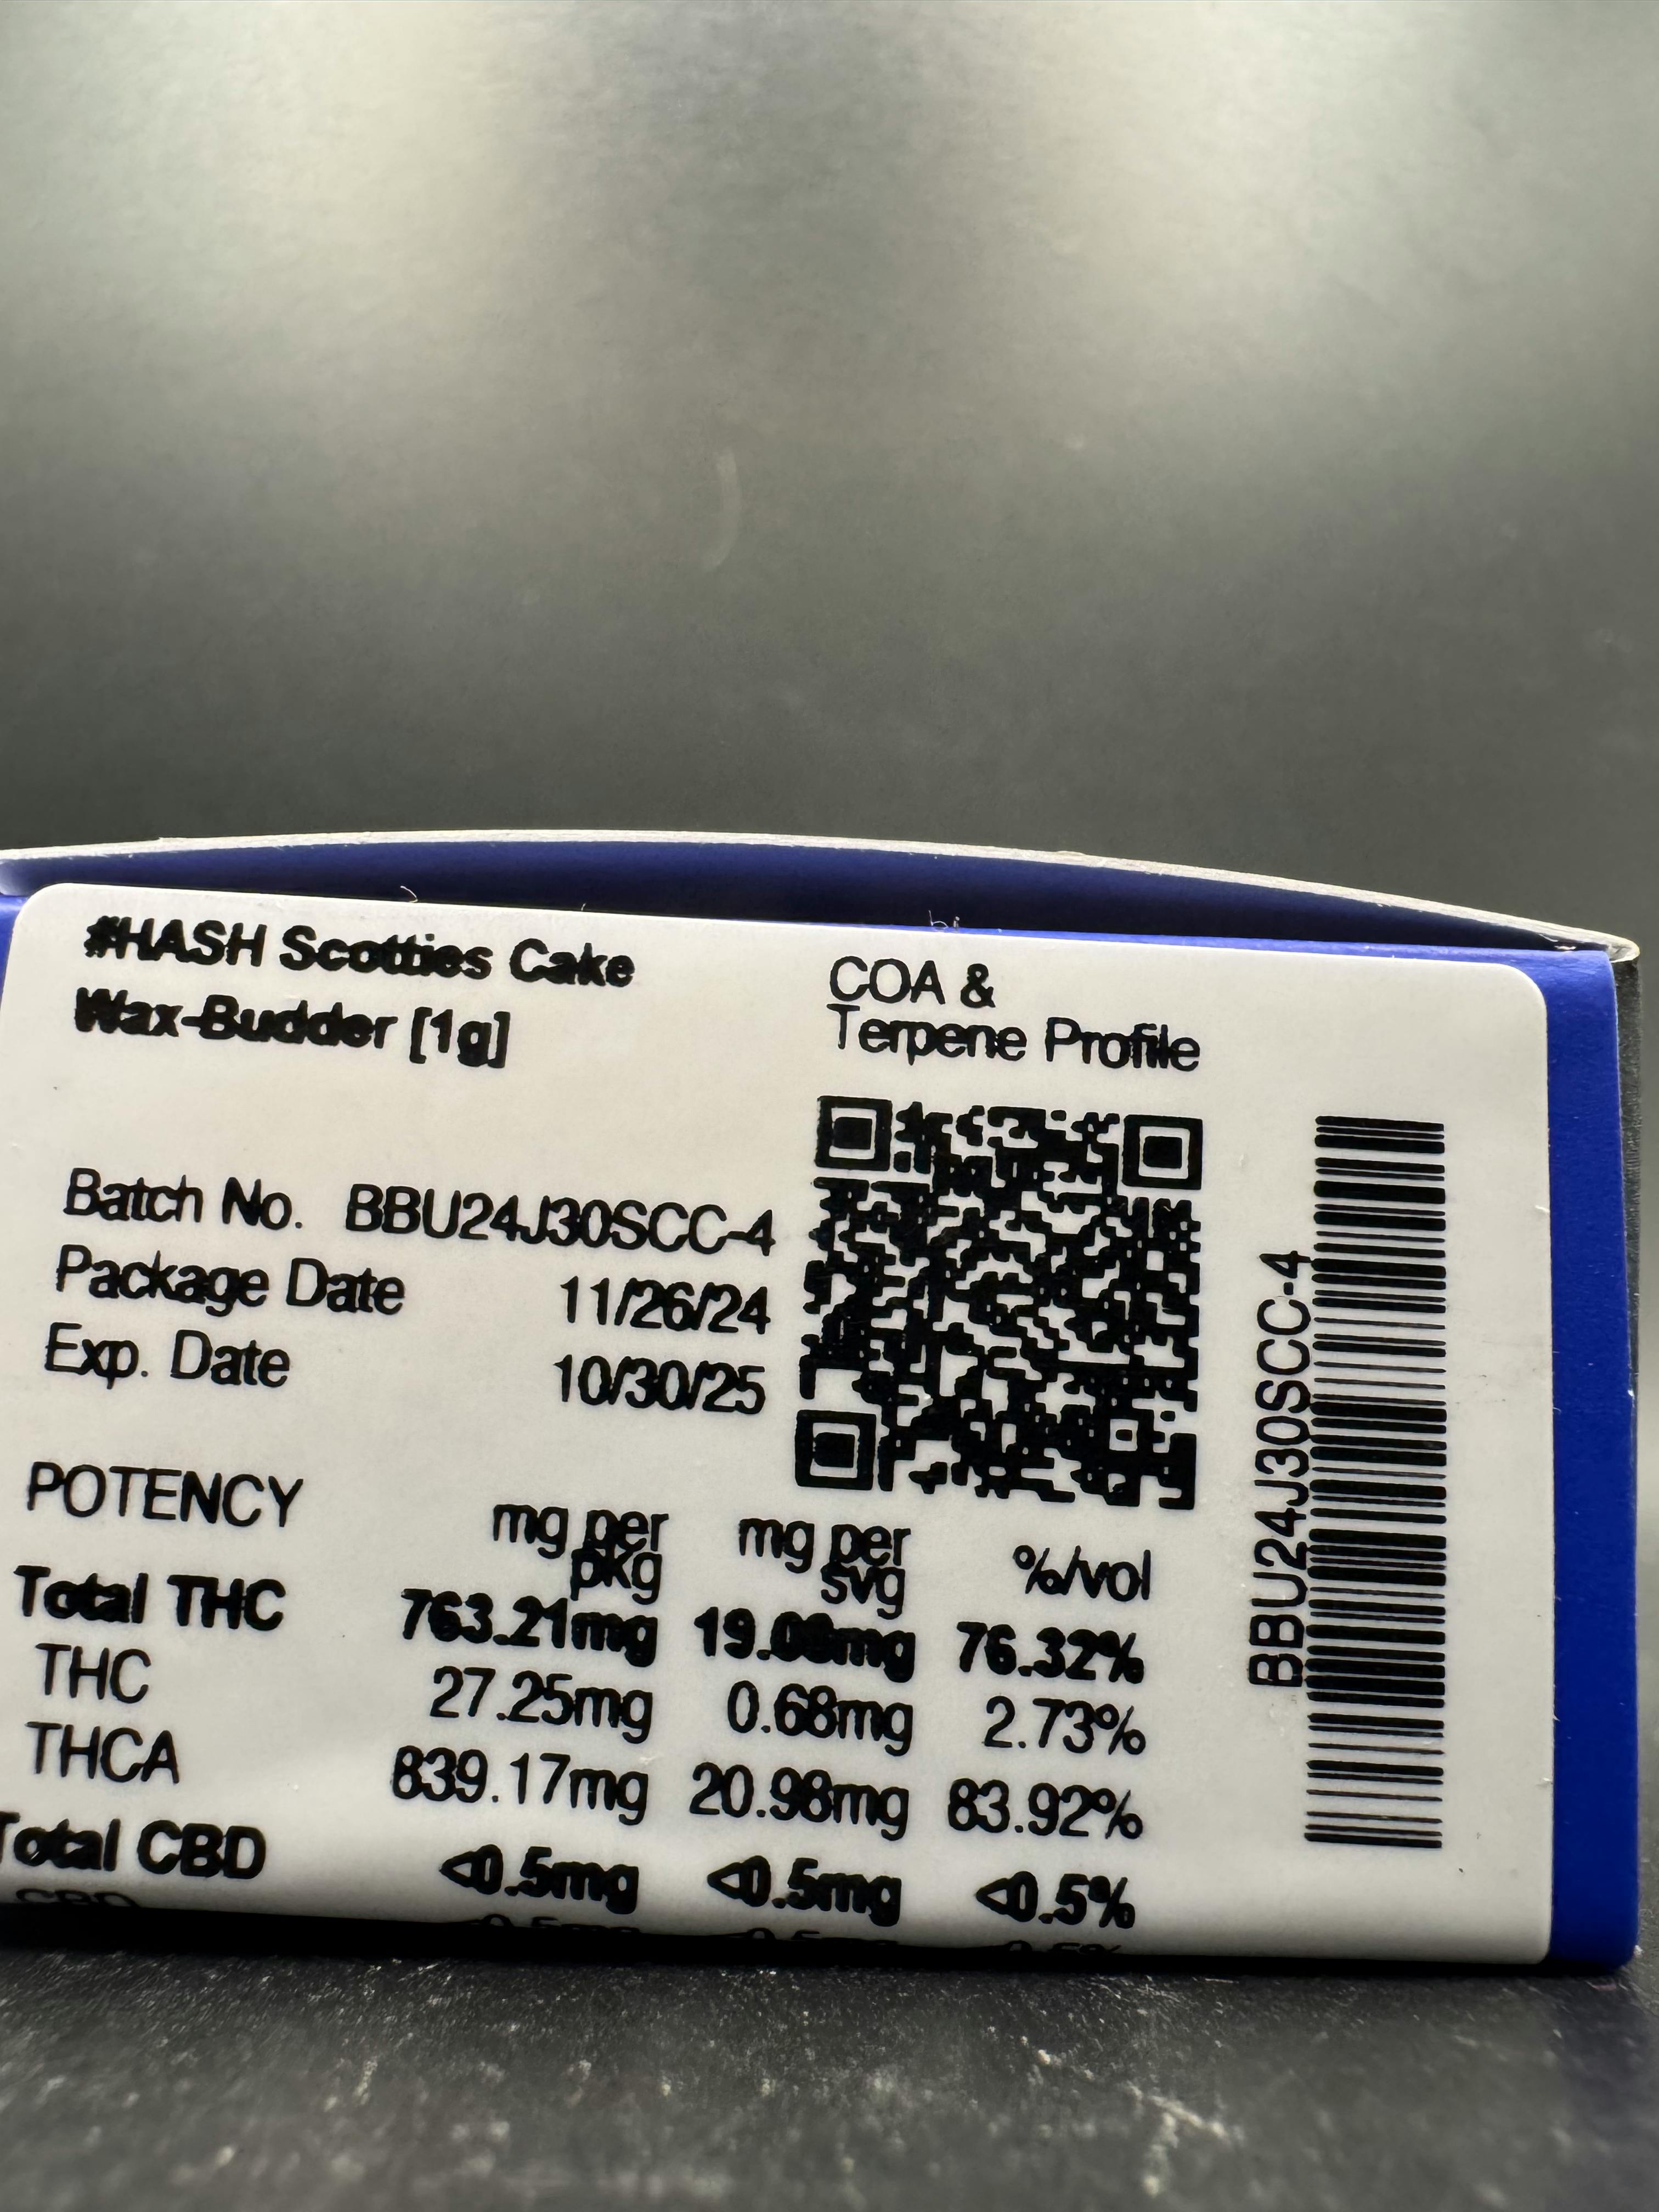 #HASH Scotties Cake
Wax-Budder [1g]
COA &
Terpene Profile
Batch No. BBU24J30SCC-4
Package Date 11/26/24
Exp. Date 10/30/25
POTENCY mg per pkg mg per svg %/vol
Total THC 763.21mg 19.08mg 76.32%
THC 27.25mg 0.68mg 2.73%
THCA 839.17mg 20.98mg 83.92%
Total CBD <0.5mg <0.5mg <0.5%
BBU24J30SCC-4